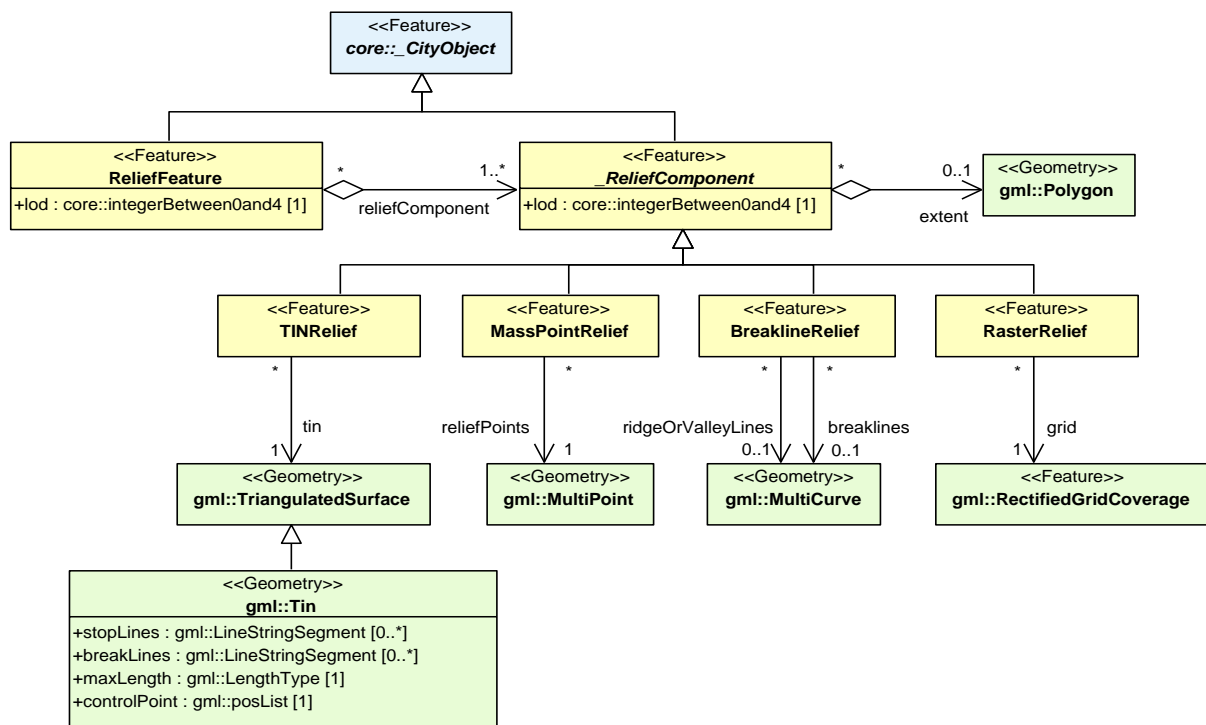 <<Feature>>
core::_CityObject
<<Feature>>
ReliefFeature
+lod : core::integerBetween0and4 [1]
*
1..*
reliefComponent
<<Feature>>
_ReliefComponent
+lod : core::integerBetween0and4 [1]
*
0..1
extent
<<Geometry>>
gml::Polygon
<<Feature>>
TINRelief
<<Feature>>
MassPointRelief
<<Feature>>
BreaklineRelief
<<Feature>>
RasterRelief
*
tin
1
*
reliefPoints
1
*
ridgeOrValleyLines
0..1
*
breaklines
0..1
*
grid
1
<<Geometry>>
gml::TriangulatedSurface
<<Geometry>>
gml::MultiPoint
<<Geometry>>
gml::MultiCurve
<<Feature>>
gml::RectifiedGridCoverage
<<Geometry>>
gml::Tin
+stopLines : gml::LineStringSegment [0..*]
+breakLines : gml::LineStringSegment [0..*]
+maxLength : gml::LengthType [1]
+controlPoint : gml::posList [1]